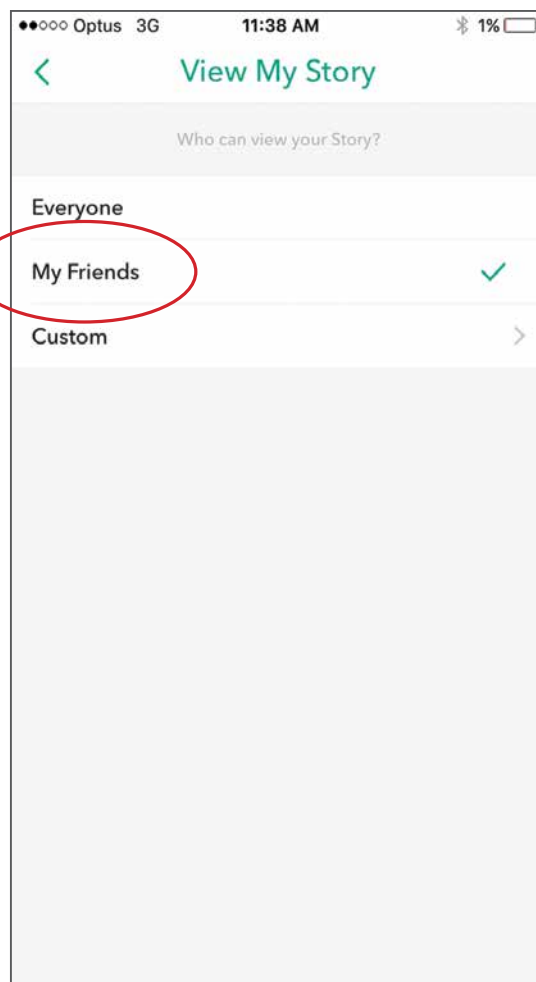 Optus 3G 11:38 AM 1%
View My Story
Who can view your Story?
Everyone
My Friends
Custom